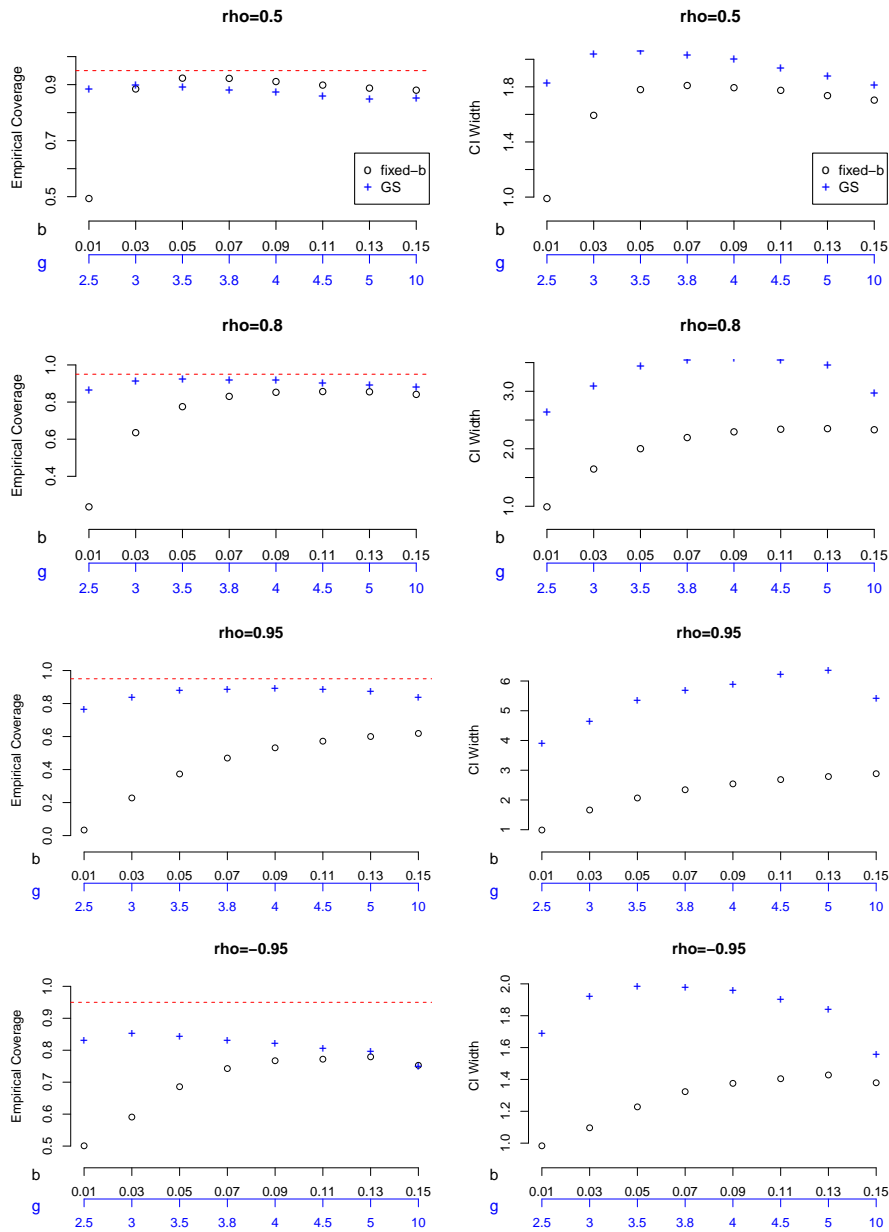 rho=0.5
Empirical Coverage
0.5 0.7 0.9
fixed−b
GS
b
0.01 0.03 0.05 0.07 0.09 0.11 0.13 0.15
g
2.5 3 3.5 3.8 4 4.5 5 10
rho=0.5
CI Width
1.0 1.4 1.8
fixed−b
GS
b
0.01 0.03 0.05 0.07 0.09 0.11 0.13 0.15
g
2.5 3 3.5 3.8 4 4.5 5 10
rho=0.8
Empirical Coverage
0.4 0.6 0.8 1.0
b
0.01 0.03 0.05 0.07 0.09 0.11 0.13 0.15
g
2.5 3 3.5 3.8 4 4.5 5 10
rho=0.8
CI Width
1.0 2.0 3.0
b
0.01 0.03 0.05 0.07 0.09 0.11 0.13 0.15
g
2.5 3 3.5 3.8 4 4.5 5 10
rho=0.95
Empirical Coverage
0.0 0.2 0.4 0.6 0.8 1.0
b
0.01 0.03 0.05 0.07 0.09 0.11 0.13 0.15
g
2.5 3 3.5 3.8 4 4.5 5 10
rho=0.95
CI Width
1 2 3 4 5 6
b
0.01 0.03 0.05 0.07 0.09 0.11 0.13 0.15
g
2.5 3 3.5 3.8 4 4.5 5 10
rho=−0.95
Empirical Coverage
0.5 0.6 0.7 0.8 0.9 1.0
b
0.01 0.03 0.05 0.07 0.09 0.11 0.13 0.15
g
2.5 3 3.5 3.8 4 4.5 5 10
rho=−0.95
CI Width
1.0 1.2 1.4 1.6 1.8 2.0
b
0.01 0.03 0.05 0.07 0.09 0.11 0.13 0.15
g
2.5 3 3.5 3.8 4 4.5 5 10